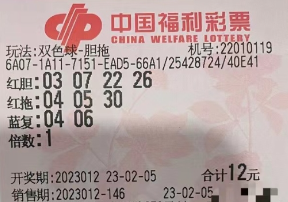 中国福利彩票
CHINA WELFARE LOTTERY
玩法:双色球-胆拖 机号:22010119
6A07-1A11-7151-EAD5-66A1/25428724/40E41
红胆:03 07 22 26
红拖:04 05 30
蓝复:04 06
倍数:1
开奖期:2023012 23-02-05 合计12元
销售期:2023012-146 23-02-05